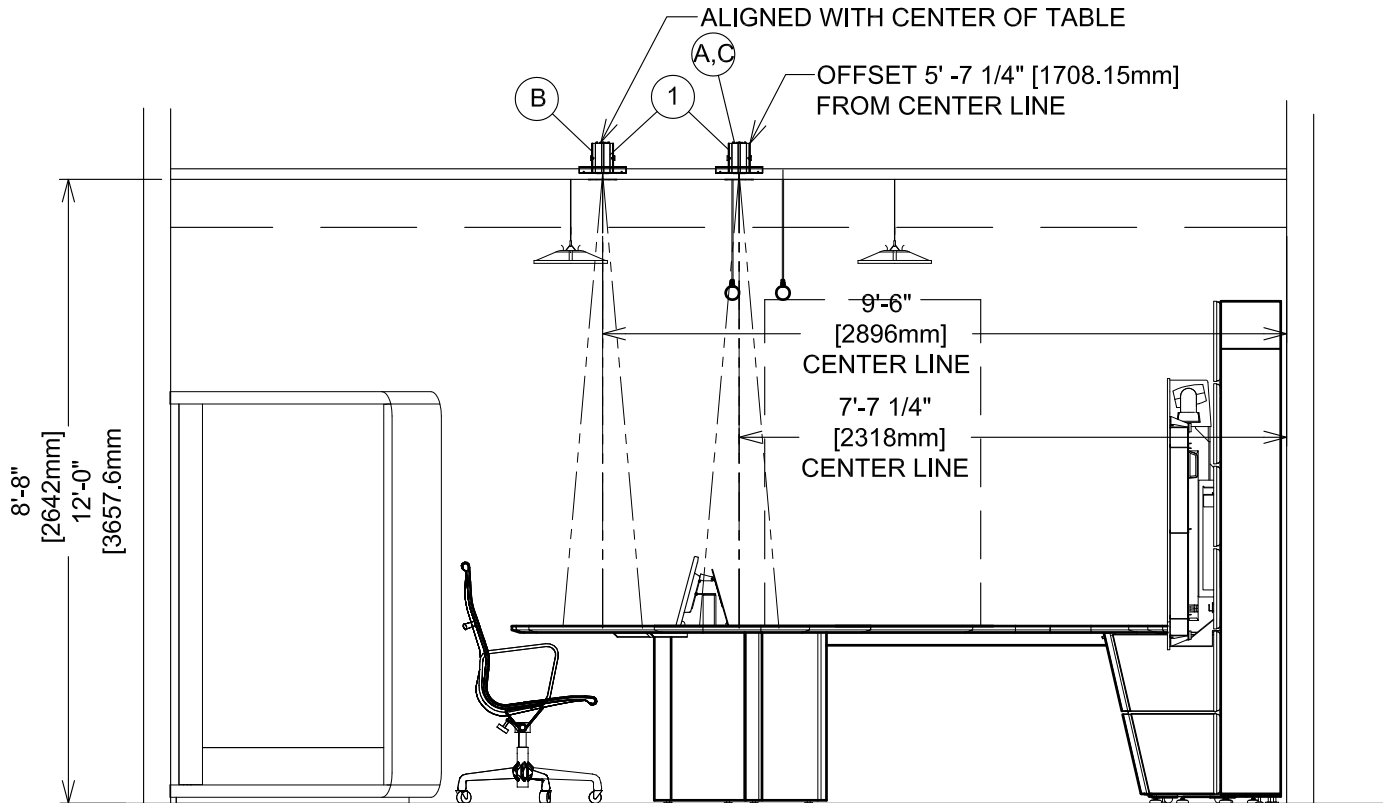 ALIGNED WITH CENTER OF TABLE
A,C
OFFSET 5' -7 1/4" [1708.15mm]
FROM CENTER LINE
B
1
9'-6"
[2896mm]
CENTER LINE
7'-7 1/4"
[2318mm]
CENTER LINE
8'-8"
[2642mm]
12'-0"
[3657.6mm